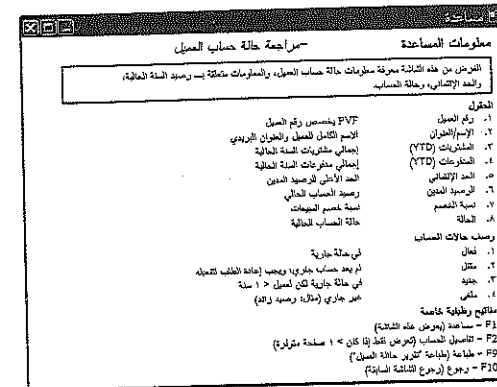 مساعدة
معلومات المساعدة -مراجعة حالة حساب العميل
الغرض من هذه الشاشة معرفة معلومات حالة حساب العميل، والمعلومات متعلقة بـ رصيد السنة الحالية،
والحد الإئتماني، وحالة الحساب.
الحقول
١. رقم العميل PVF يخصص رقم العميل
٢. الإسم/العنوان الاسم الكامل للعميل والعنوان البريدي
٣. المشتريات (YTD) إجمالي مشتريات السنة الحالية
٤. المدفوعات (YTD) إجمالي مدفوعات السنة الحالية
٥. الحد الإئتماني الحد الأعلى للرصيد المدين
٦. الرصيد المدين رصيد الحساب الحالي
٧. نسبة الخصم نسبة خصم المبيعات
٨. الحالة حالة الحساب الحالية
وصف حالات الحساب
١. فعال في حالة جارية
٢. مقفل لم يعد حساب جاري، ويجب إعادة الطلب لتفعيله
٣. جديد في حالة جارية لكن لعميل < ١ سنة
٤. ملغى غير جاري (مثال: رصيد زائد)
مفاتيح وظيفية خاصة
F1 - مساعدة (يعرض هذه الشاشة)
F2 - تفاصيل الحساب (تعرض فقط إذا كان > ١ صفحة متوفرة)
F9 - طباعة (طباعة "تقرير حالة العميل")
F10 - رجوع (رجوع للشاشة السابقة)